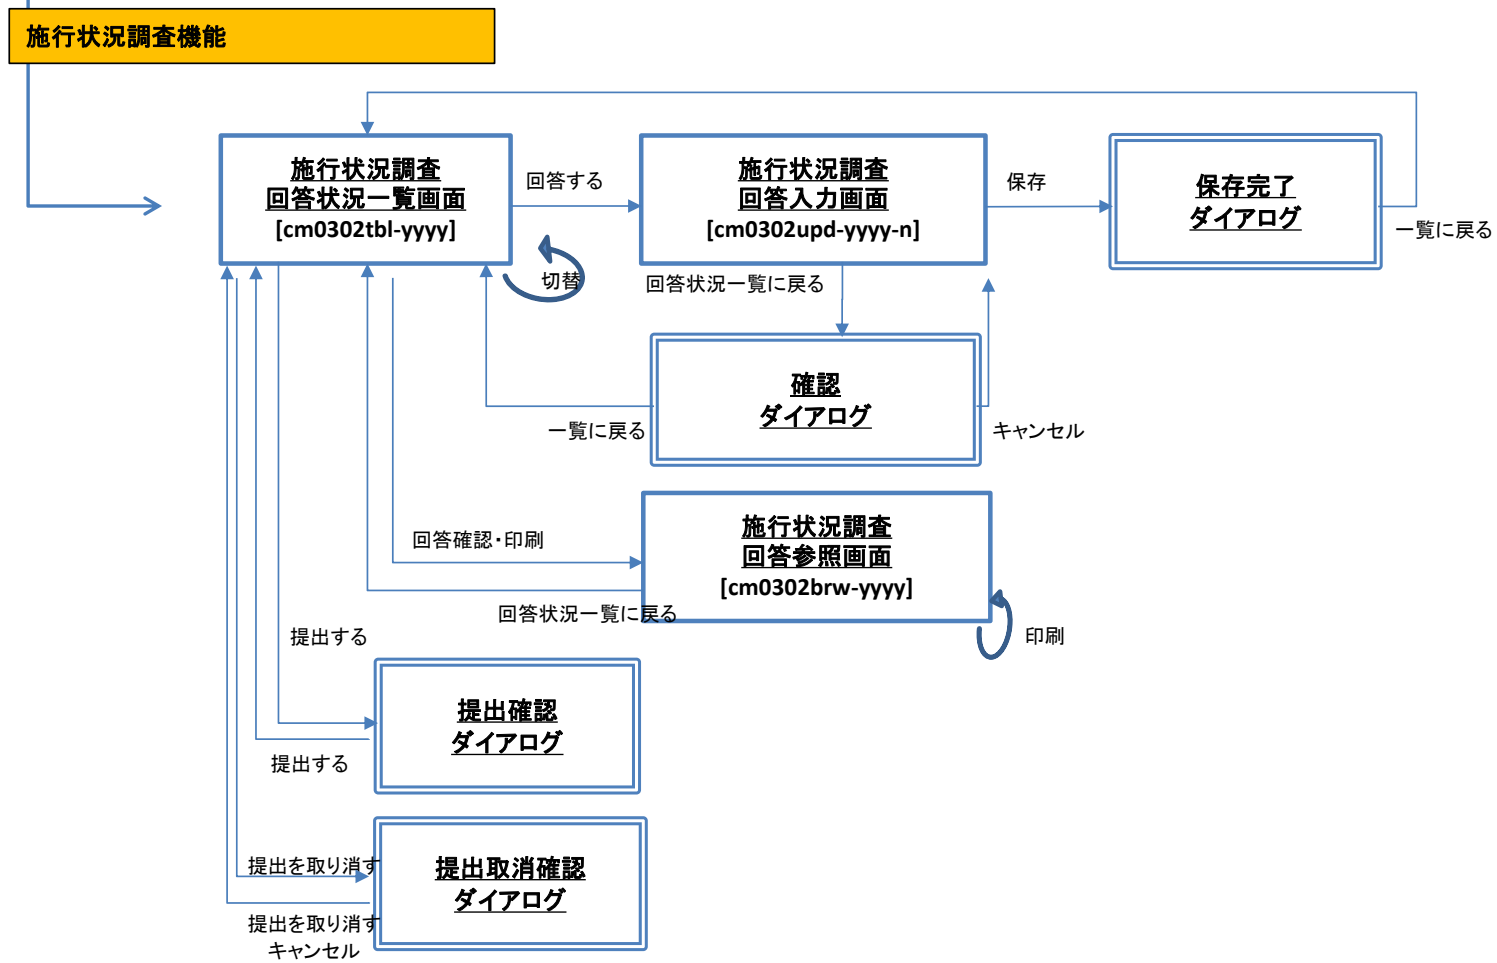 施行状況調査機能
施行状況調査
回答状況一覧画面
[cm0302tbl-yyyy]
回答する
施行状況調査
回答入力画面
[cm0302upd-yyyy-n]
保存
保存完了
ダイアログ
一覧に戻る
切替
回答状況一覧に戻る
確認
ダイアログ
一覧に戻る
キャンセル
回答確認・印刷
施行状況調査
回答参照画面
[cm0302brw-yyyy]
回答状況一覧に戻る
印刷
提出する
提出確認
ダイアログ
提出する
提出を取り消す
提出取消確認
ダイアログ
提出を取り消す
キャンセル